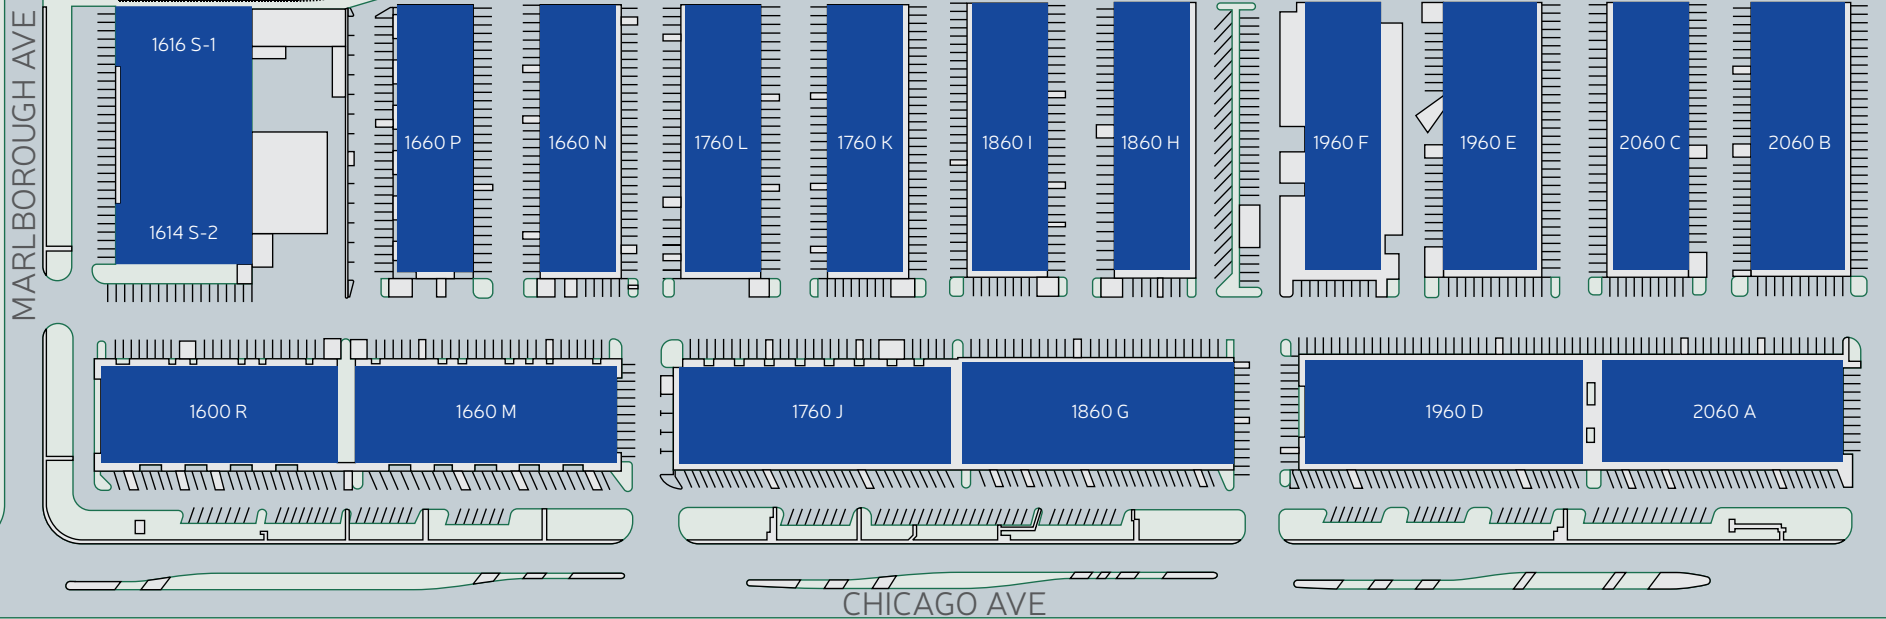 MARLBOROUGH AVE
1616 S-1
1614 S-2
1660 P
1660 N
1760 L
1760 K
1860 I
1860 H
1960 F
1960 E
2060 C
2060 B
1600 R
1660 M
1760 J
1860 G
1960 D
2060 A
CHICAGO AVE